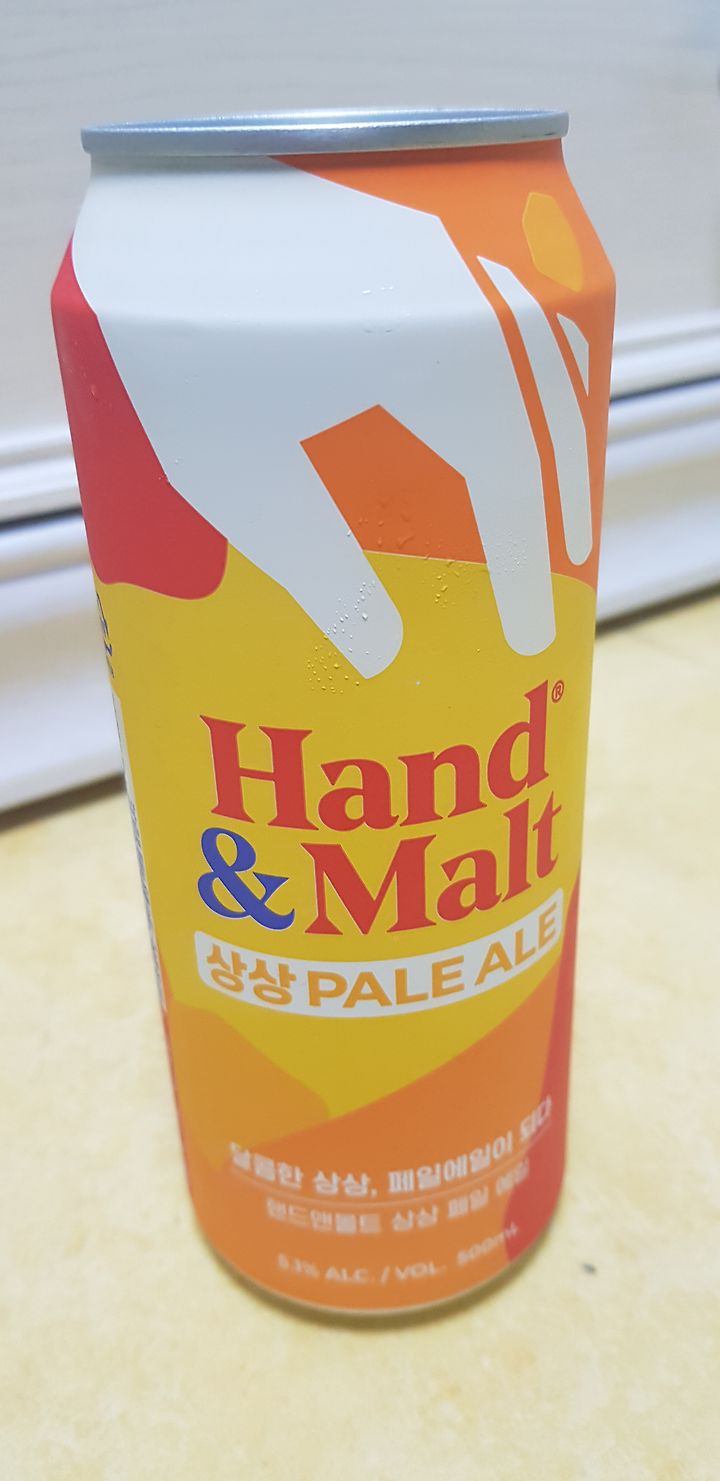 Hand®
&Malt
상상 PALE ALE
달콤한 상상, 페일에일이 되다
핸드앤몰트 상상 페일 에일
5.1% ALC. / VOL. 500mL